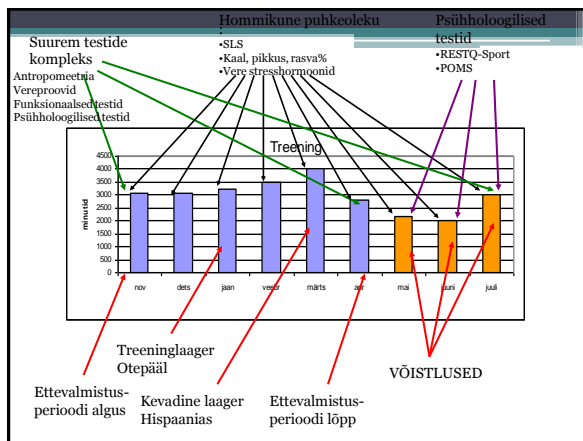 Hommikune puhkeoleku
:
•SLS
•Kaal, pikkus, rasva%
•Vere stresshormoonid
Psühholoogilised
testid
•RESTQ-Sport
•POMS
Suurem testide
kompleks
Antropomeetria
Vereproovid
Funktsionaalsed testid
Psühholoogilised testid
Treening
minutid
4500
4000
3500
3000
2500
2000
1500
1000
500
0
nov dets jaan veebr märts apr mai juuni juuli
Treeninglaager
Otepääl
VÕISTLUSED
Ettevalmistus-
perioodi algus
Kevadine laager
Hispaanias
Ettevalmistus-
perioodi lõpp